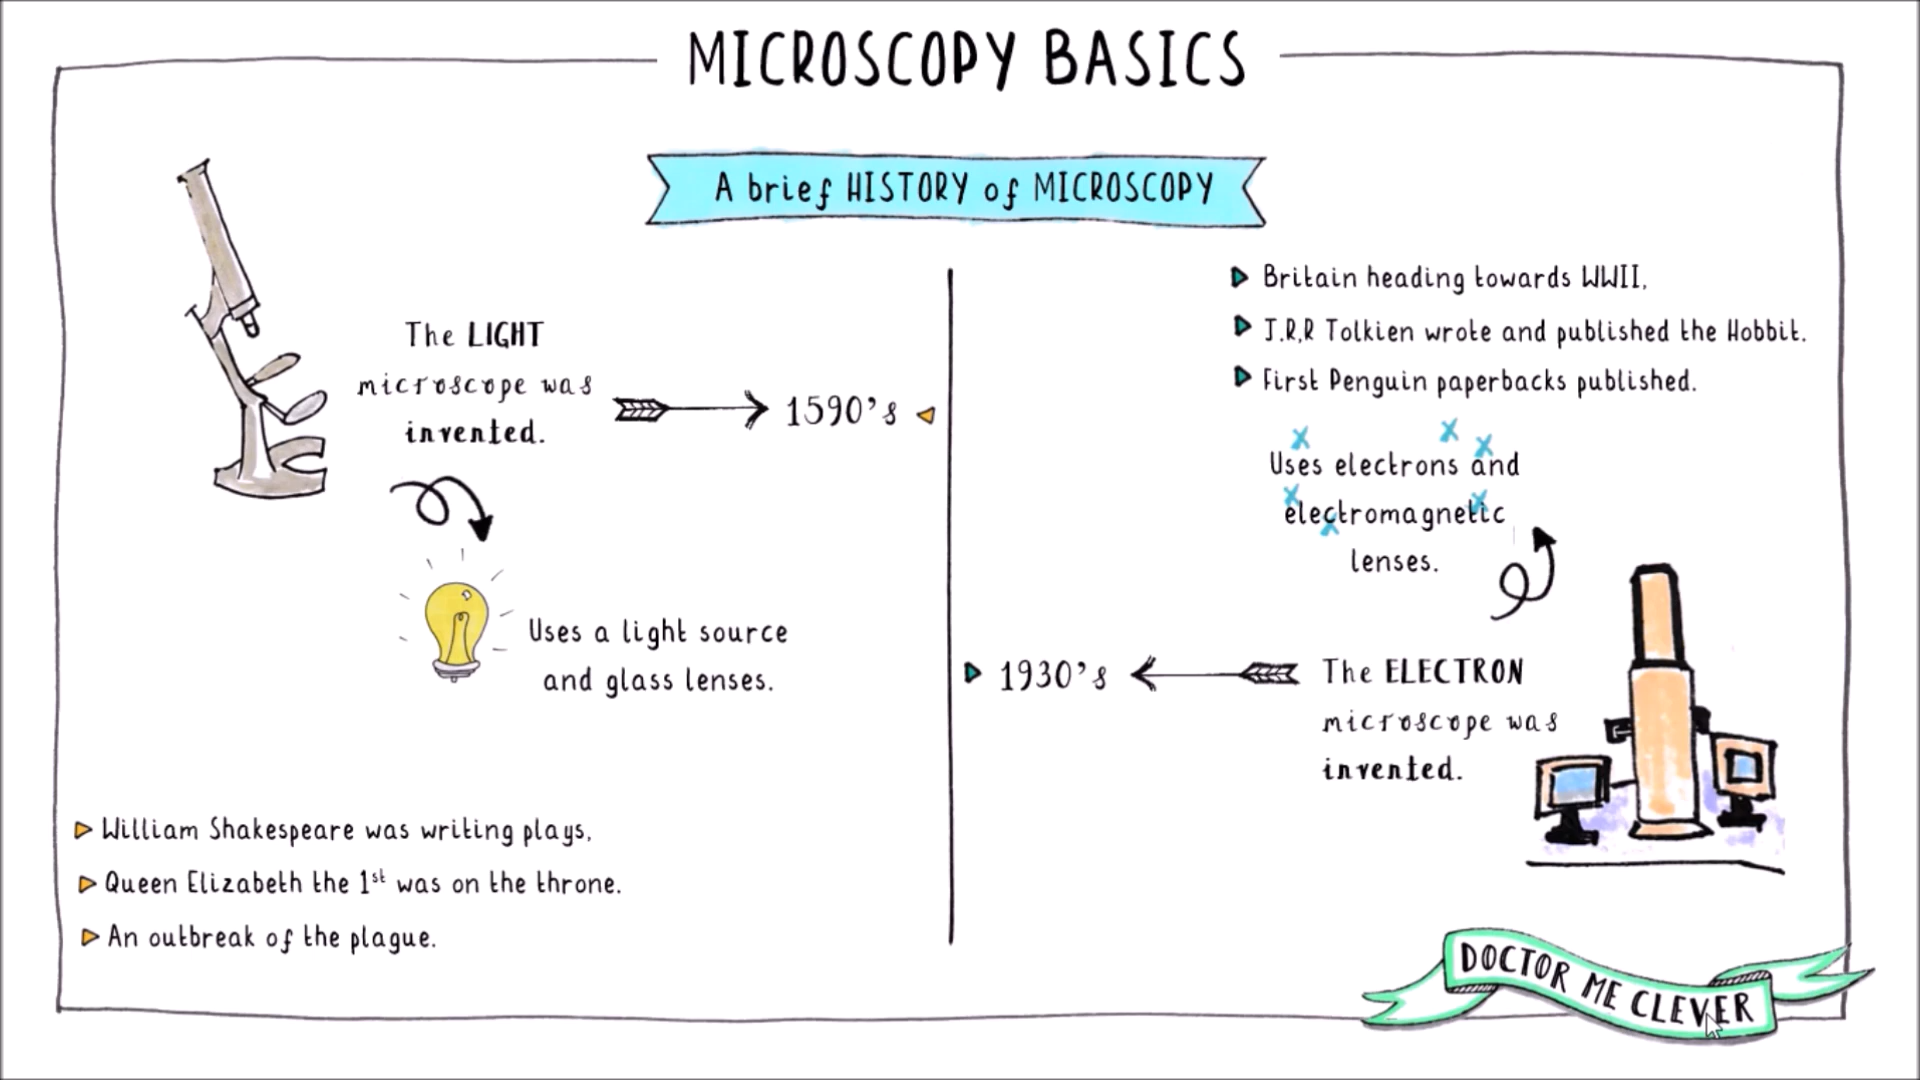 MICROSCOPY BASICS
A brief HISTORY of MICROSCOPY
The LIGHT
microscope was
invented.
1590's
Uses a light source
and glass lenses.
William Shakespeare was writing plays,
Queen Elizabeth the 1st was on the throne.
An outbreak of the plague.
Britain heading towards WWII,
J.R,R Tolkien wrote and published the Hobbit.
First Penguin paperbacks published.
Uses electrons and
electromagnetic
lenses.
1930's
The ELECTRON
microscope was
invented.
DOCTOR ME CLEVER